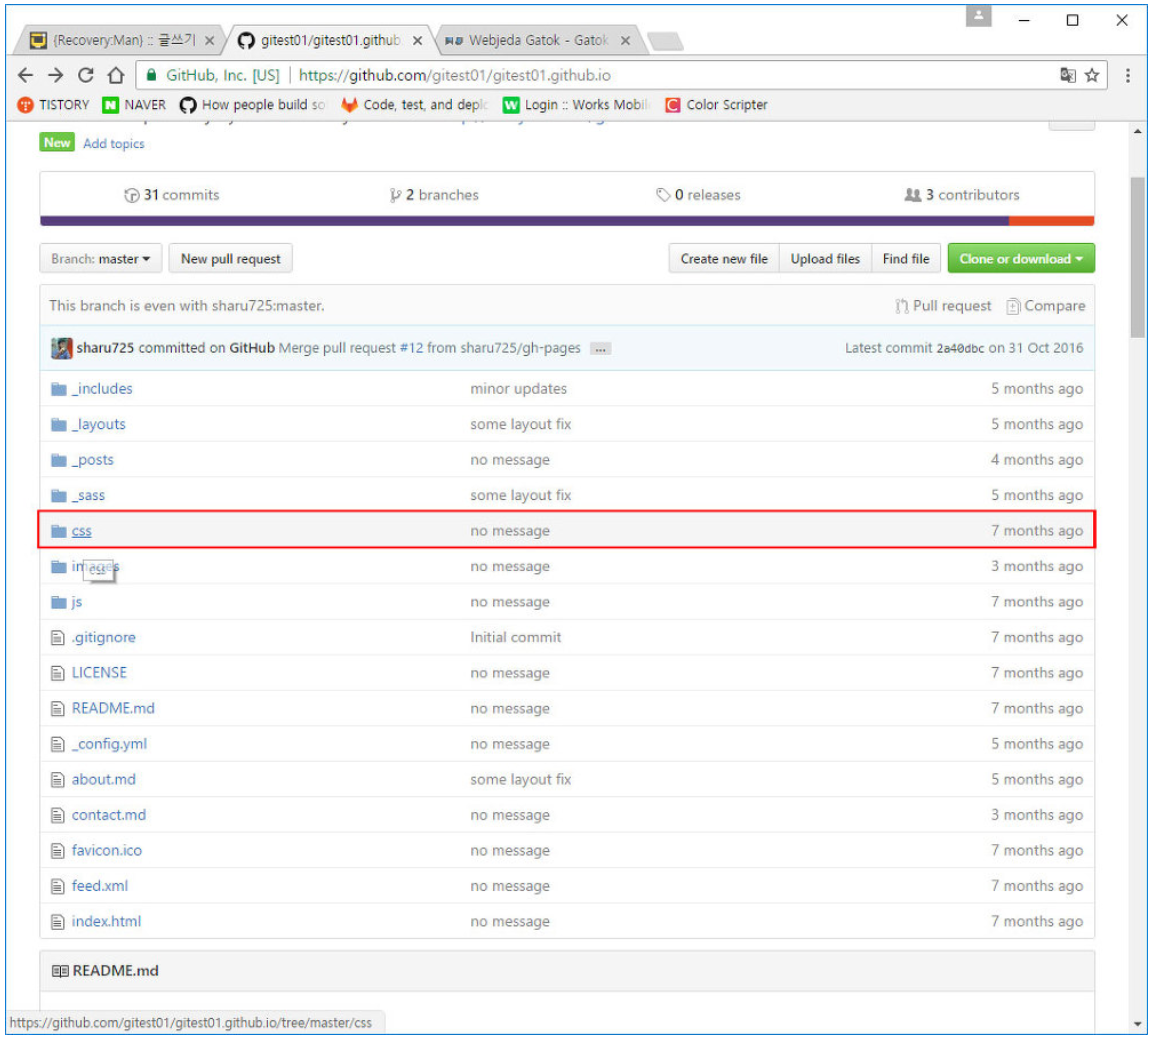 {Recovery:Man} :: 글쓰기
gitest01/gitest01.github
Webjeda Gatok - Gatok
GitHub, Inc. [US] | https://github.com/gitest01/gitest01.github.io
TISTORY NAVER How people build so Code, test, and deplo Login :: Works Mobil Color Scripter
New Add topics
31 commits 2 branches 0 releases 3 contributors
Branch: master New pull request Create new file Upload files Find file Clone or download
This branch is even with sharu725:master. Pull request Compare
sharu725 committed on GitHub Merge pull request #12 from sharu725/gh-pages ... Latest commit 2a40dbc on 31 Oct 2016
_includes minor updates 5 months ago
_layouts some layout fix 5 months ago
_posts no message 4 months ago
_sass some layout fix 5 months ago
css no message 7 months ago
images no message 3 months ago
css
js no message 7 months ago
.gitignore Initial commit 7 months ago
LICENSE no message 7 months ago
README.md no message 7 months ago
_config.yml no message 5 months ago
about.md some layout fix 5 months ago
contact.md no message 3 months ago
favicon.ico no message 7 months ago
feed.xml no message 7 months ago
index.html no message 7 months ago
README.md
https://github.com/gitest01/gitest01.github.io/tree/master/css